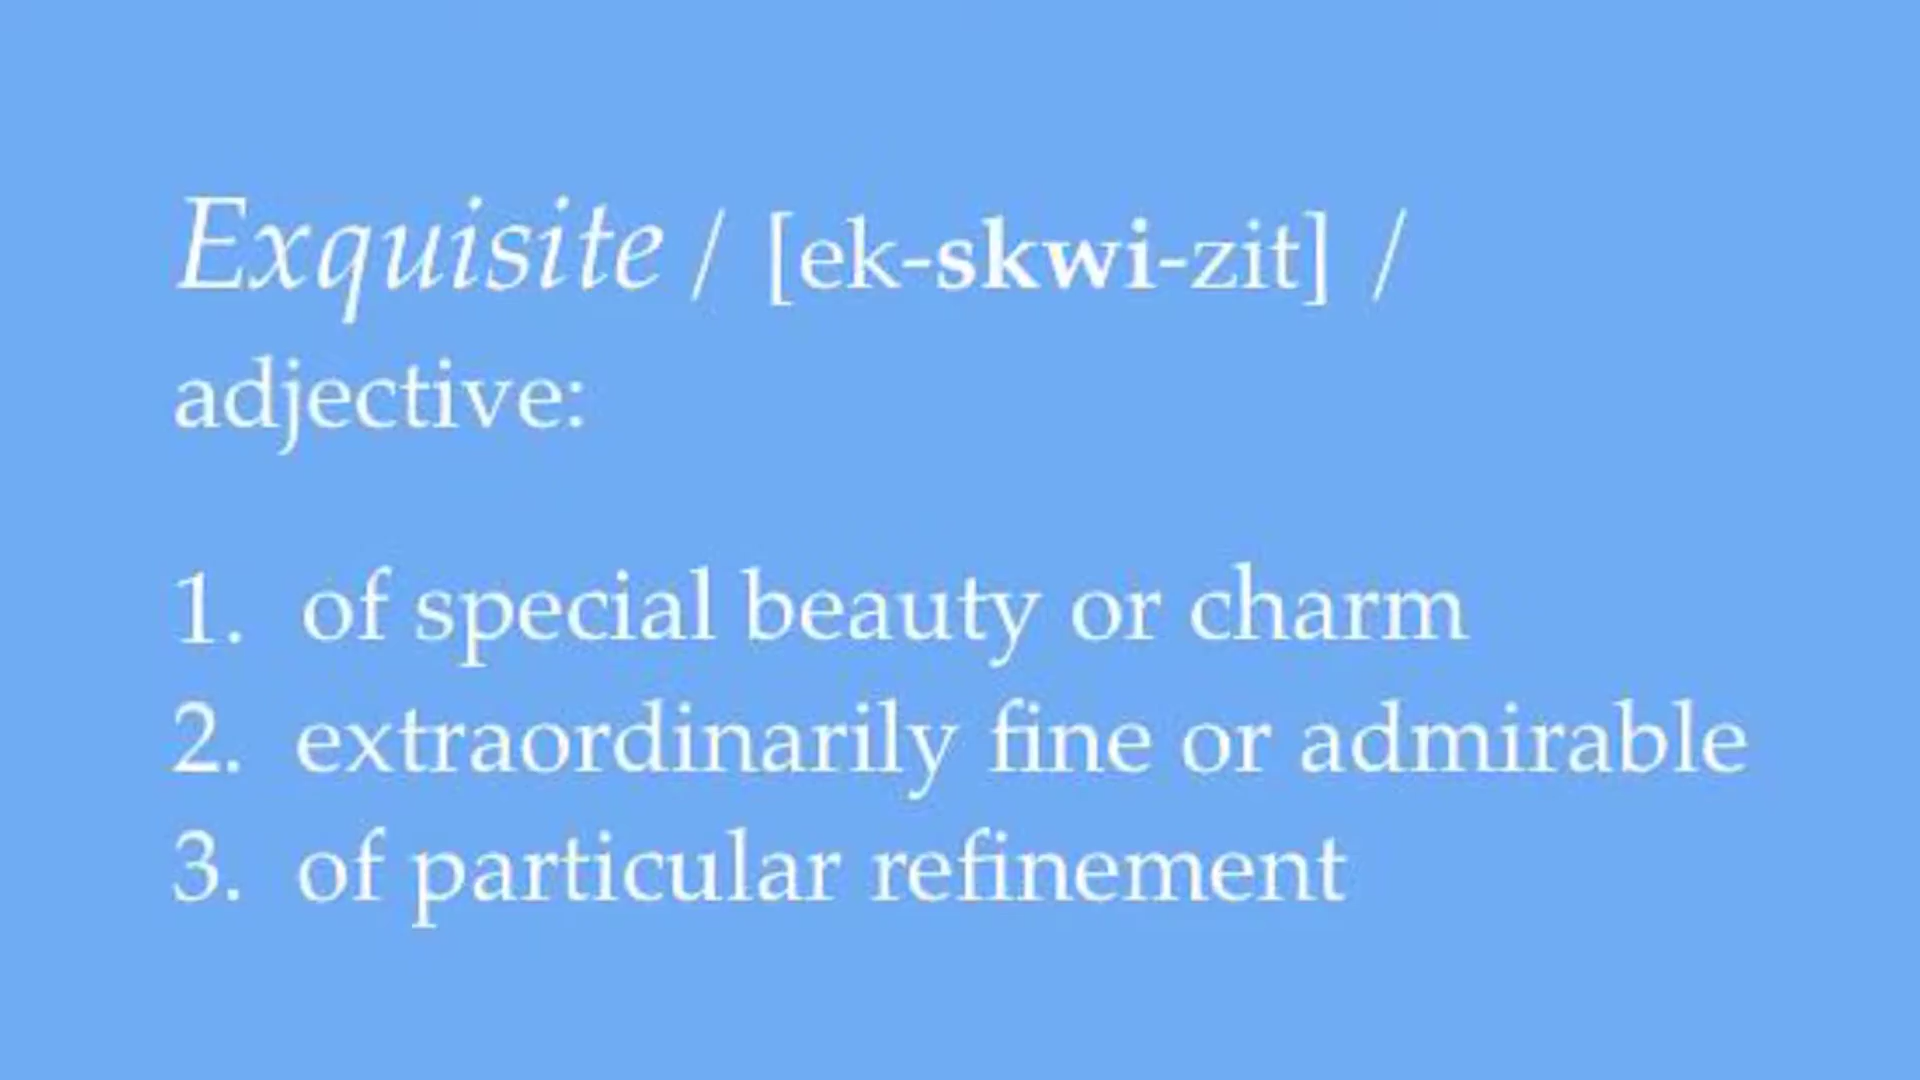 Exquisite / [ek-skwi-zit] /
adjective:
1. of special beauty or charm
2. extraordinarily fine or admirable
3. of particular refinement